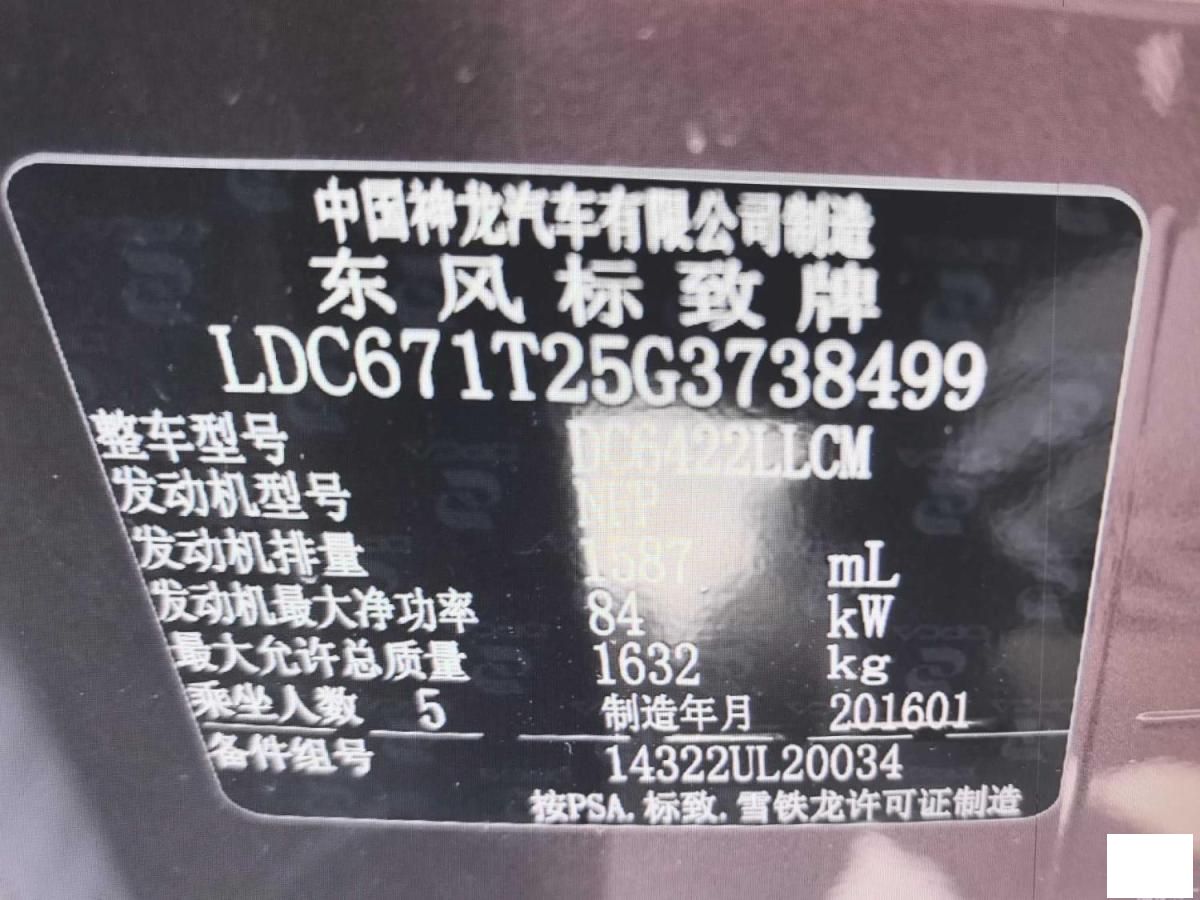 中国神龙汽车有限公司制造
东风标致牌
LDC671T25G3738499
整车型号 DC6422LLCM
发动机型号 NFP
发动机排量 1587 mL
发动机最大净功率 84 kW
最大允许总质量 1632 kg
乘坐人数 5 制造年月 201601
备件组号 14322UL20034
按PSA.标致.雪铁龙许可证制造